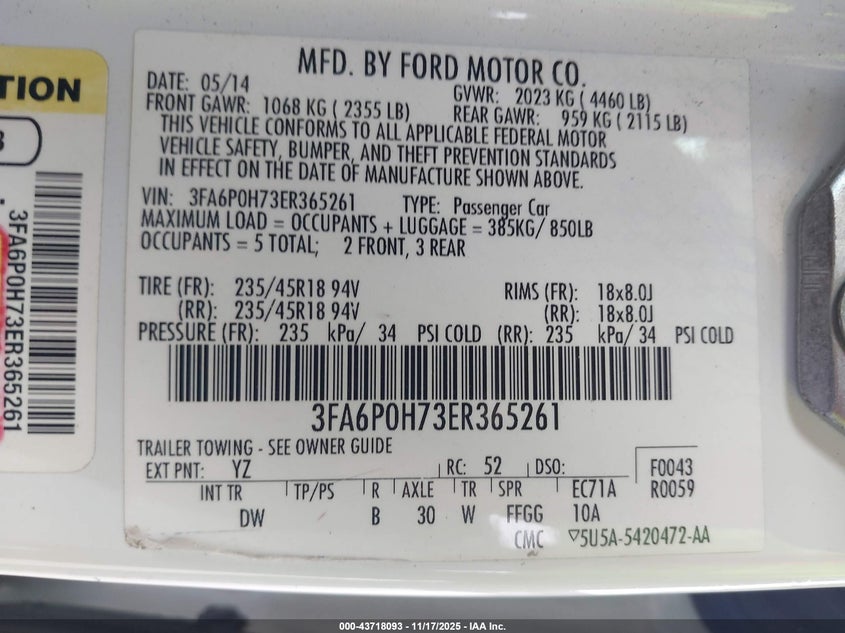 TION
3
3FA6P0H73ER365261
MFD. BY FORD MOTOR CO.
DATE: 05/14 GVWR: 2023 KG ( 4460 LB)
FRONT GAWR: 1068 KG ( 2355 LB) REAR GAWR: 959 KG ( 2115 LB)
THIS VEHICLE CONFORMS TO ALL APPLICABLE FEDERAL MOTOR
VEHICLE SAFETY, BUMPER, AND THEFT PREVENTION STANDARDS
IN EFFECT ON THE DATE OF MANUFACTURE SHOWN ABOVE.
VIN: 3FA6P0H73ER365261 TYPE: Passenger Car
MAXIMUM LOAD = OCCUPANTS + LUGGAGE = 385KG/ 850LB
OCCUPANTS = 5 TOTAL; 2 FRONT, 3 REAR
TIRE (FR): 235/45R18 94V RIMS (FR): 18x8.0J
(RR): 235/45R18 94V (RR): 18x8.0J
PRESSURE (FR): 235 kPa/ 34 PSI COLD (RR): 235 kPa/ 34 PSI COLD
3FA6P0H73ER365261
TRAILER TOWING - SEE OWNER GUIDE
EXT PNT: YZ RC: 52 DSO: F0043
INT TR TP/PS R AXLE TR SPR EC71A R0059
DW B 30 W FFGG 10A
CMC ▽5U5A-5420472-AA
000-43718093 - 11/17/2025 - IAA Inc.